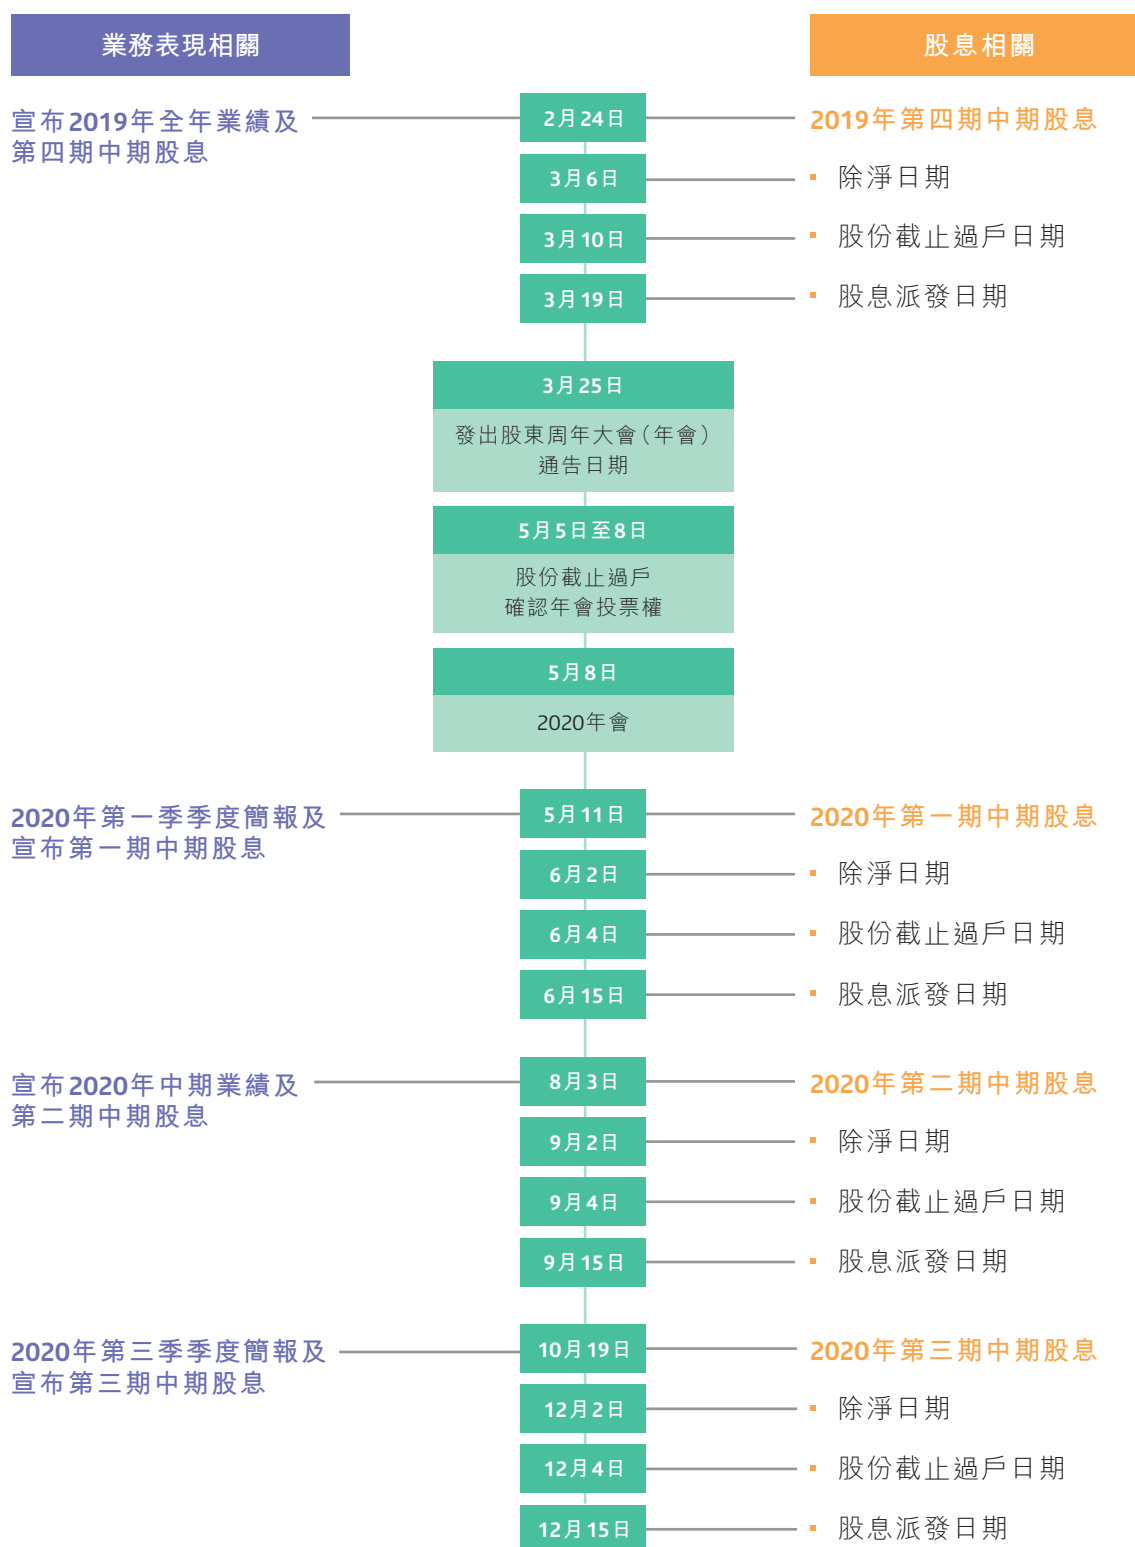 業務表現相關
股息相關
宣布2019年全年業績及
第四期中期股息
2月24日
2019年第四期中期股息
3月6日
▪ 除淨日期
3月10日
▪ 股份截止過戶日期
3月19日
▪ 股息派發日期
3月25日
發出股東周年大會（年會）
通告日期
5月5日至8日
股份截止過戶
確認年會投票權
5月8日
2020年會
2020年第一季季度簡報及
宣布第一期中期股息
5月11日
2020年第一期中期股息
6月2日
▪ 除淨日期
6月4日
▪ 股份截止過戶日期
6月15日
▪ 股息派發日期
宣布2020年中期業績及
第二期中期股息
8月3日
2020年第二期中期股息
9月2日
▪ 除淨日期
9月4日
▪ 股份截止過戶日期
9月15日
▪ 股息派發日期
2020年第三季季度簡報及
宣布第三期中期股息
10月19日
2020年第三期中期股息
12月2日
▪ 除淨日期
12月4日
▪ 股份截止過戶日期
12月15日
▪ 股息派發日期